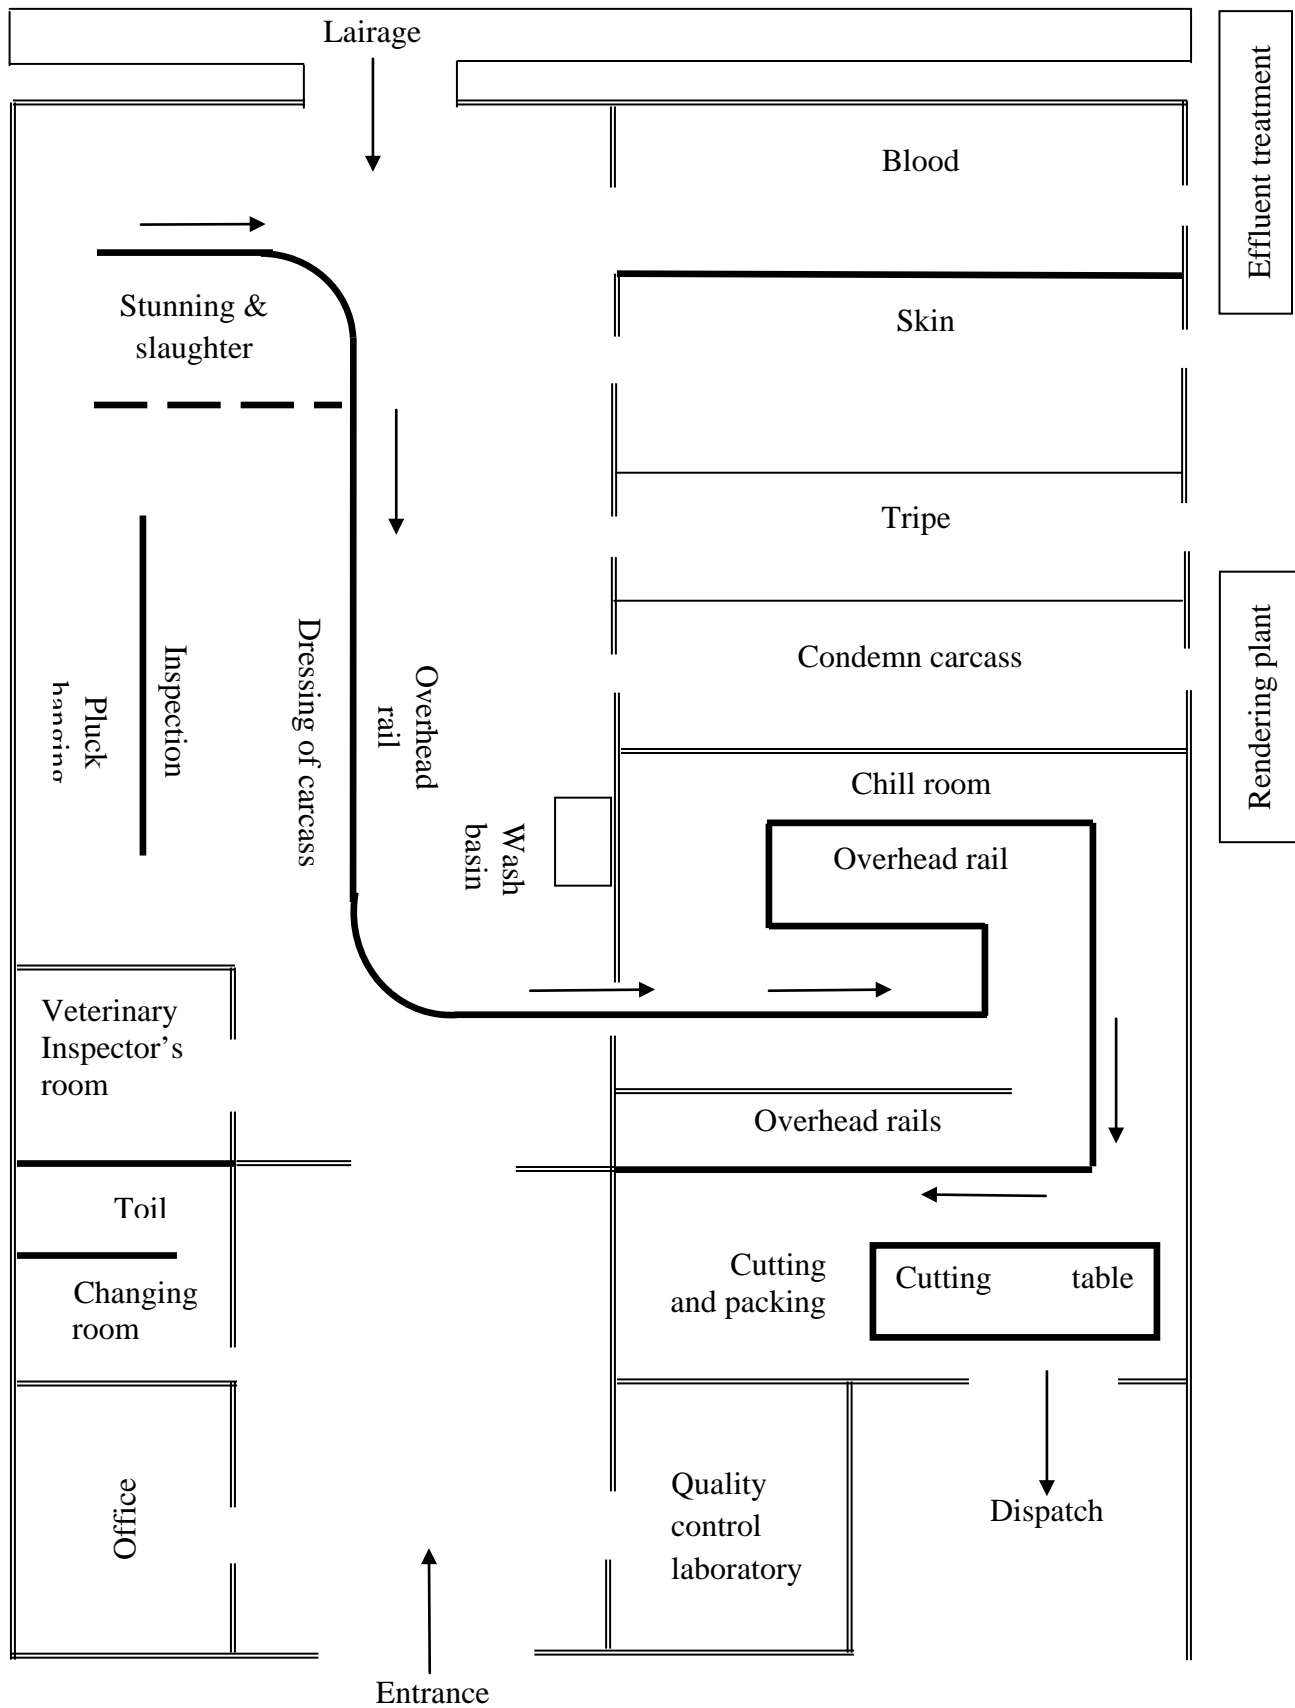 Lairage
Effluent treatment
Blood
Stunning &
slaughter
Skin
Tripe
Condemn carcass
Rendering plant
Pluck
hanging
Inspection
Dressing of carcass
Overhead
rail
Wash
basin
Chill room
Overhead rail
Veterinary
Inspector’s
room
Overhead rails
Toil
Changing
room
Cutting
and packing
Cutting table
Office
Quality
control
laboratory
Dispatch
Entrance